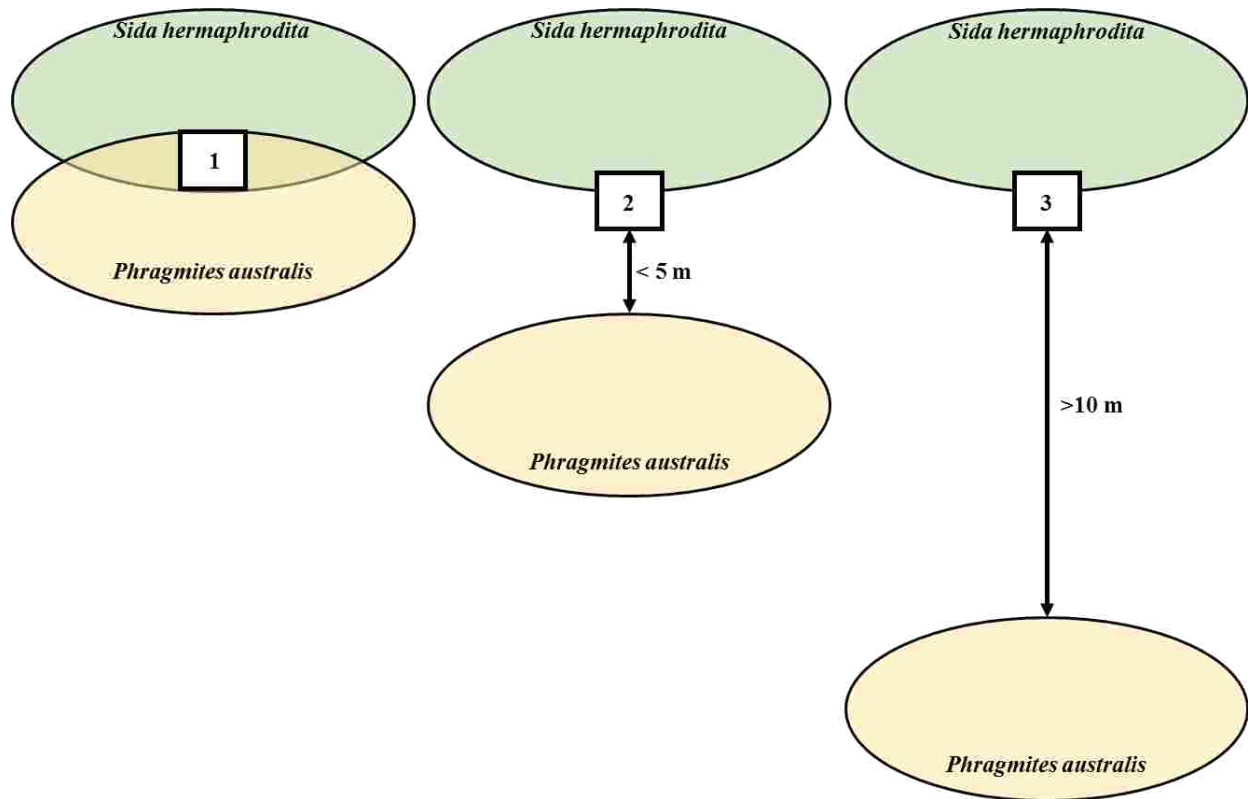 Sida hermaphrodita
Sida hermaphrodita
Sida hermaphrodita
1
2
3
Phragmites australis
< 5 m
>10 m
Phragmites australis
Phragmites australis